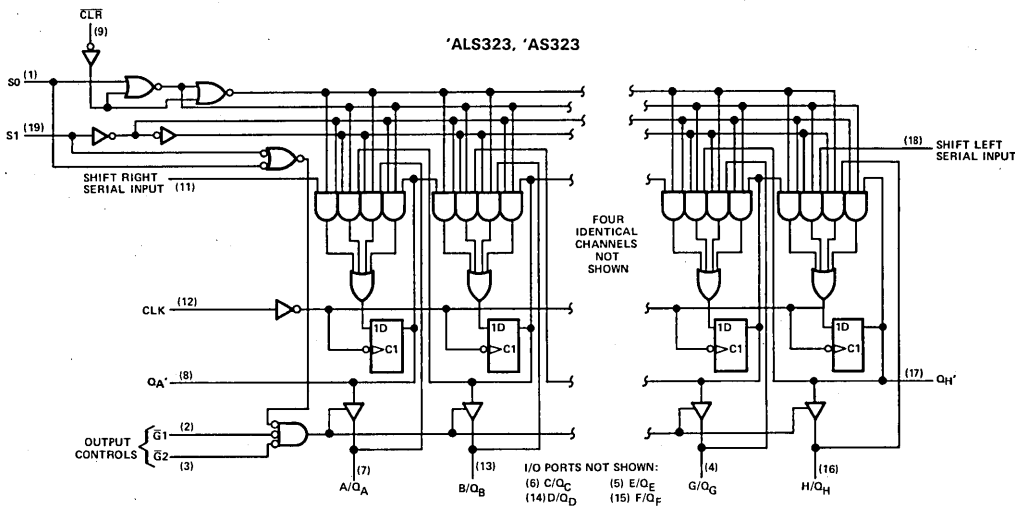 'ALS323, 'AS323
CLR
(9)
S0 (1)
S1 (19)
(18) SHIFT LEFT
SERIAL INPUT
SHIFT RIGHT
SERIAL INPUT (11)
FOUR
IDENTICAL
CHANNELS
NOT
SHOWN
CLK (12)
1D
C1
1D
C1
1D
C1
1D
C1
QA' (8)
(17) QH'
OUTPUT
CONTROLS
G1 (2)
G2 (3)
(7)
A/QA
(13)
B/QB
I/O PORTS NOT SHOWN:
(6) C/QC (5) E/QE
(14) D/QD (15) F/QF
(4)
G/QG
(16)
H/QH